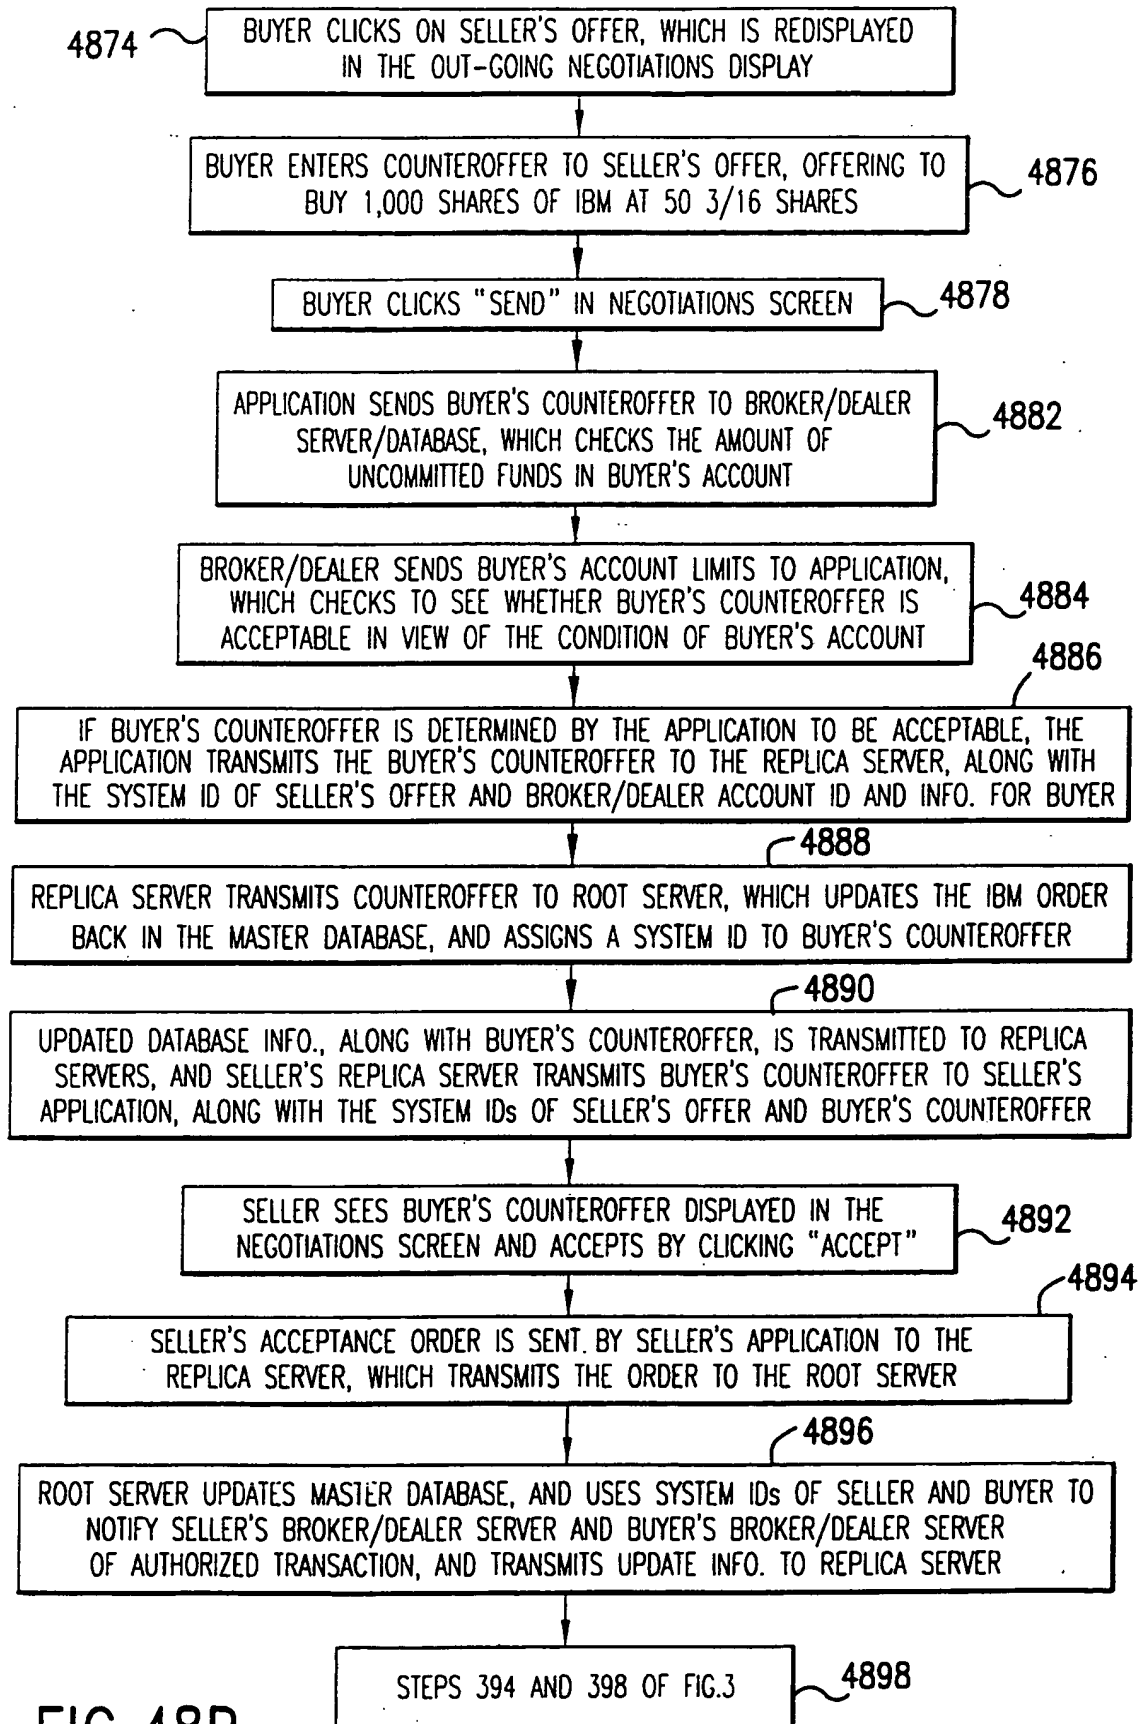 4874
BUYER CLICKS ON SELLER'S OFFER, WHICH IS REDISPLAYED
IN THE OUT-GOING NEGOTIATIONS DISPLAY
BUYER ENTERS COUNTEROFFER TO SELLER'S OFFER, OFFERING TO
BUY 1,000 SHARES OF IBM AT 50 3/16 SHARES
4876
BUYER CLICKS "SEND" IN NEGOTIATIONS SCREEN
4878
APPLICATION SENDS BUYER'S COUNTEROFFER TO BROKER/DEALER
SERVER/DATABASE, WHICH CHECKS THE AMOUNT OF
UNCOMMITTED FUNDS IN BUYER'S ACCOUNT
4882
BROKER/DEALER SENDS BUYER'S ACCOUNT LIMITS TO APPLICATION,
WHICH CHECKS TO SEE WHETHER BUYER'S COUNTEROFFER IS
ACCEPTABLE IN VIEW OF THE CONDITION OF BUYER'S ACCOUNT
4884
4886
IF BUYER'S COUNTEROFFER IS DETERMINED BY THE APPLICATION TO BE ACCEPTABLE, THE
APPLICATION TRANSMITS THE BUYER'S COUNTEROFFER TO THE REPLICA SERVER, ALONG WITH
THE SYSTEM ID OF SELLER'S OFFER AND BROKER/DEALER ACCOUNT ID AND INFO. FOR BUYER
4888
REPLICA SERVER TRANSMITS COUNTEROFFER TO ROOT SERVER, WHICH UPDATES THE IBM ORDER
BACK IN THE MASTER DATABASE, AND ASSIGNS A SYSTEM ID TO BUYER'S COUNTEROFFER
4890
UPDATED DATABASE INFO., ALONG WITH BUYER'S COUNTEROFFER, IS TRANSMITTED TO REPLICA
SERVERS, AND SELLER'S REPLICA SERVER TRANSMITS BUYER'S COUNTEROFFER TO SELLER'S
APPLICATION, ALONG WITH THE SYSTEM IDs OF SELLER'S OFFER AND BUYER'S COUNTEROFFER
SELLER SEES BUYER'S COUNTEROFFER DISPLAYED IN THE
NEGOTIATIONS SCREEN AND ACCEPTS BY CLICKING "ACCEPT"
4892
4894
SELLER'S ACCEPTANCE ORDER IS SENT BY SELLER'S APPLICATION TO THE
REPLICA SERVER, WHICH TRANSMITS THE ORDER TO THE ROOT SERVER
4896
ROOT SERVER UPDATES MASTER DATABASE, AND USES SYSTEM IDs OF SELLER AND BUYER TO
NOTIFY SELLER'S BROKER/DEALER SERVER AND BUYER'S BROKER/DEALER SERVER
OF AUTHORIZED TRANSACTION, AND TRANSMITS UPDATE INFO. TO REPLICA SERVER
STEPS 394 AND 398 OF FIG.3
4898